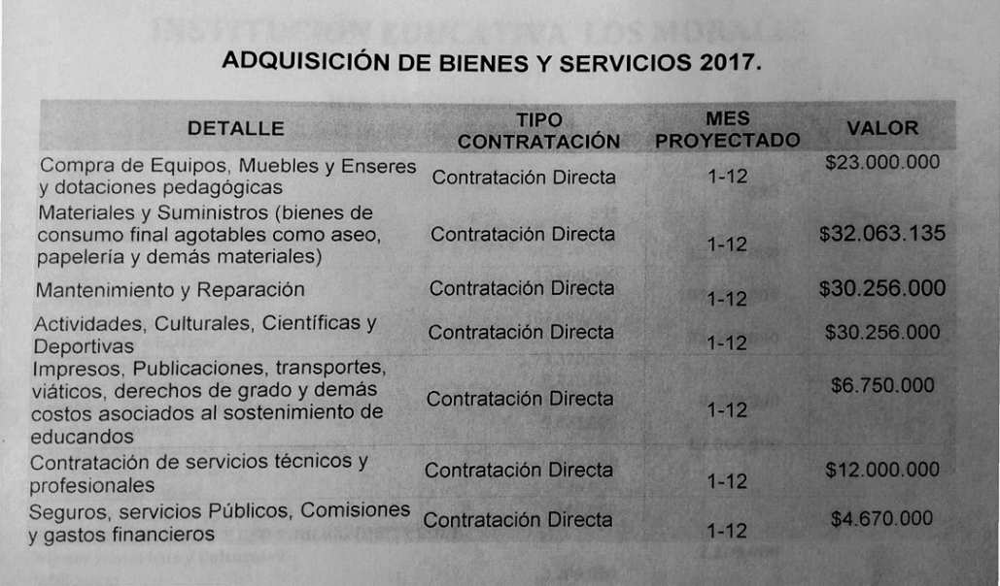 INSTITUCIÓN EDUCATIVA LOS MORALES
ADQUISICIÓN DE BIENES Y SERVICIOS 2017.
DETALLE TIPO CONTRATACIÓN MES PROYECTADO VALOR
Compra de Equipos, Muebles y Enseres
y dotaciones pedagógicas
Contratación Directa 1-12 $23.000.000
Materiales y Suministros (bienes de
consumo final agotables como aseo,
papelería y demás materiales)
Contratación Directa 1-12 $32.063.135
Mantenimiento y Reparación Contratación Directa 1-12 $30.256.000
Actividades, Culturales, Científicas y
Deportivas
Contratación Directa 1-12 $30.256.000
Impresos, Publicaciones, transportes,
viáticos, derechos de grado y demás
costos asociados al sostenimiento de
educandos
Contratación Directa 1-12 $6.750.000
Contratación de servicios técnicos y
profesionales
Contratación Directa 1-12 $12.000.000
Seguros, servicios Públicos, Comisiones
y gastos financieros
Contratación Directa 1-12 $4.670.000